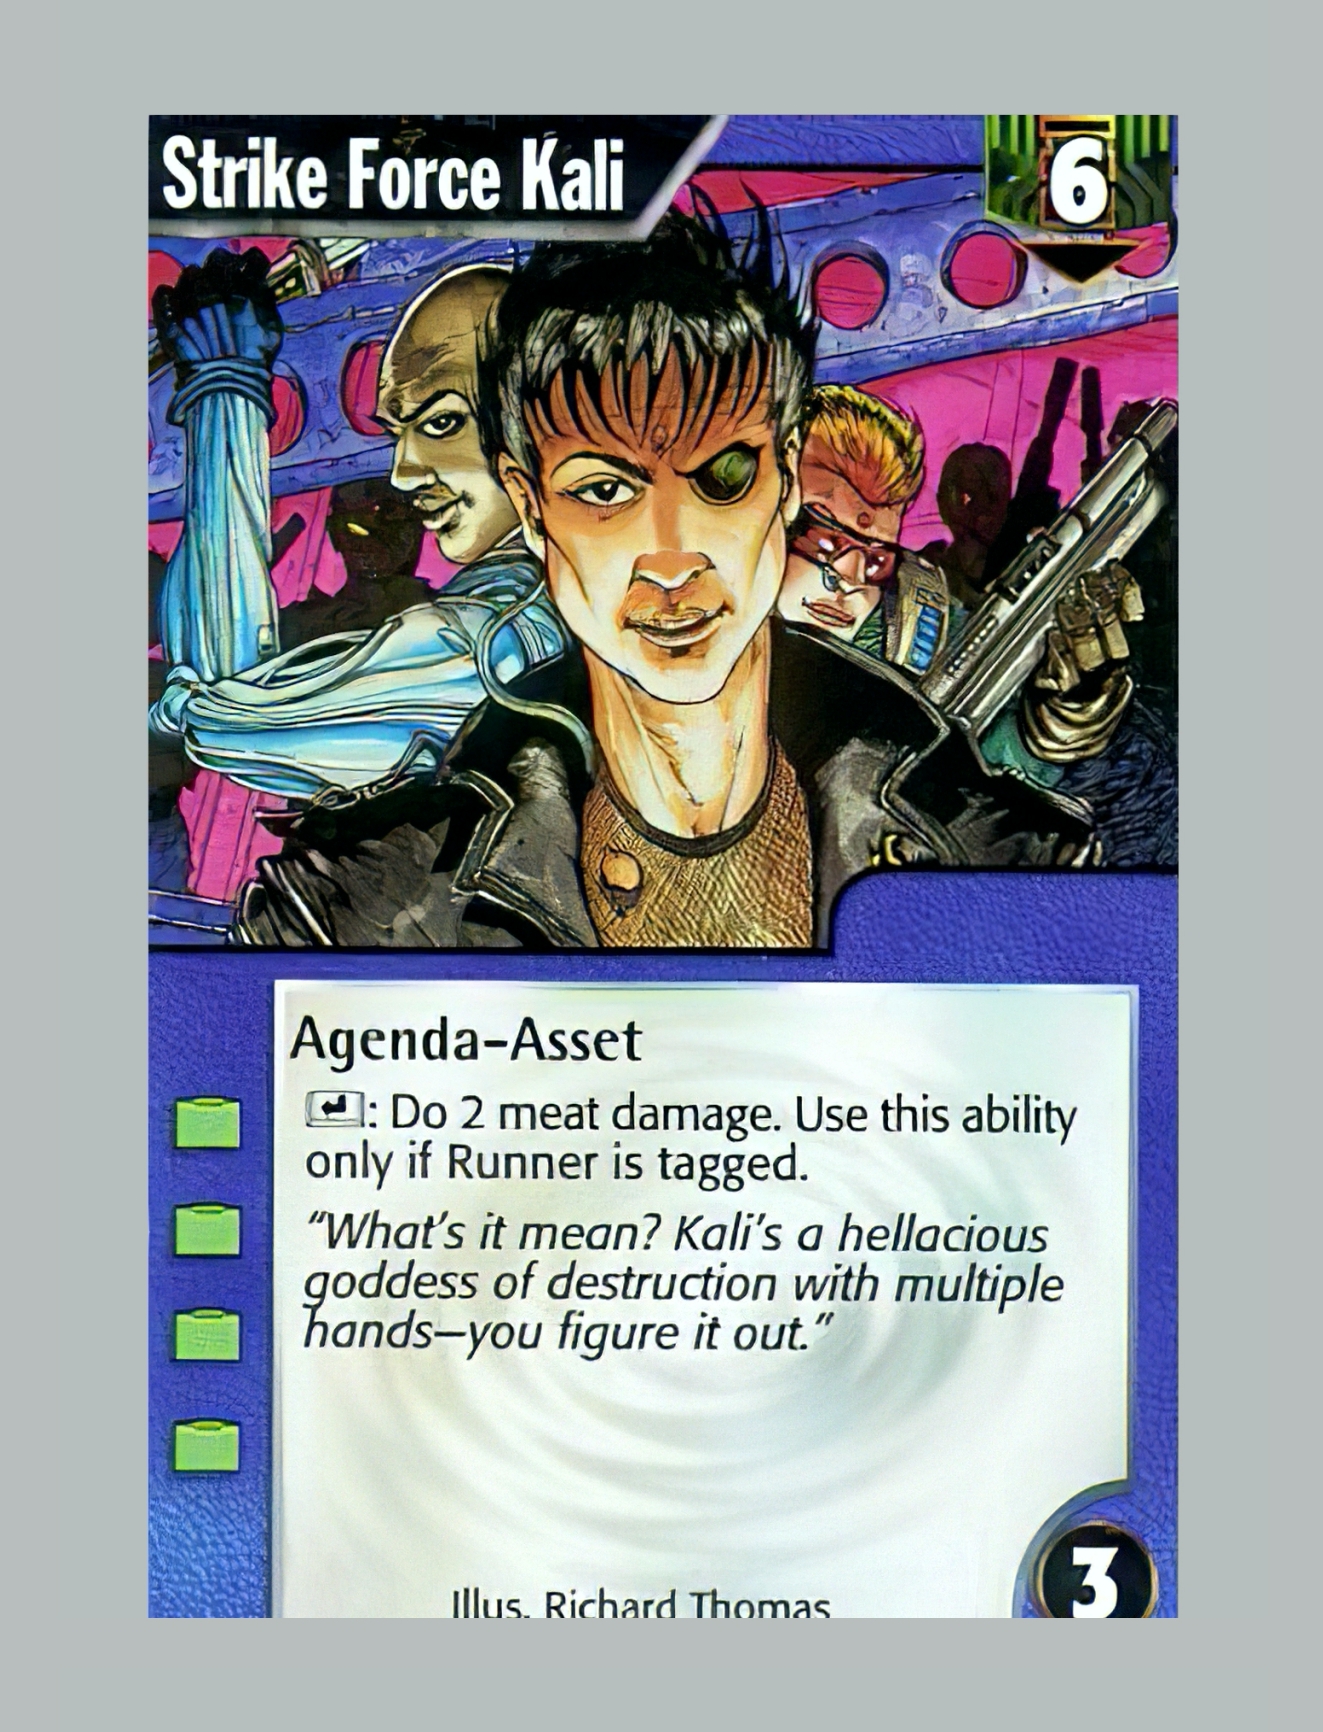 Strike Force Kali
6
Agenda-Asset
: Do 2 meat damage. Use this ability
only if Runner is tagged.
“What's it mean? Kali's a hellacious
goddess of destruction with multiple
hands—you figure it out.”
Illus. Richard Thomas
3